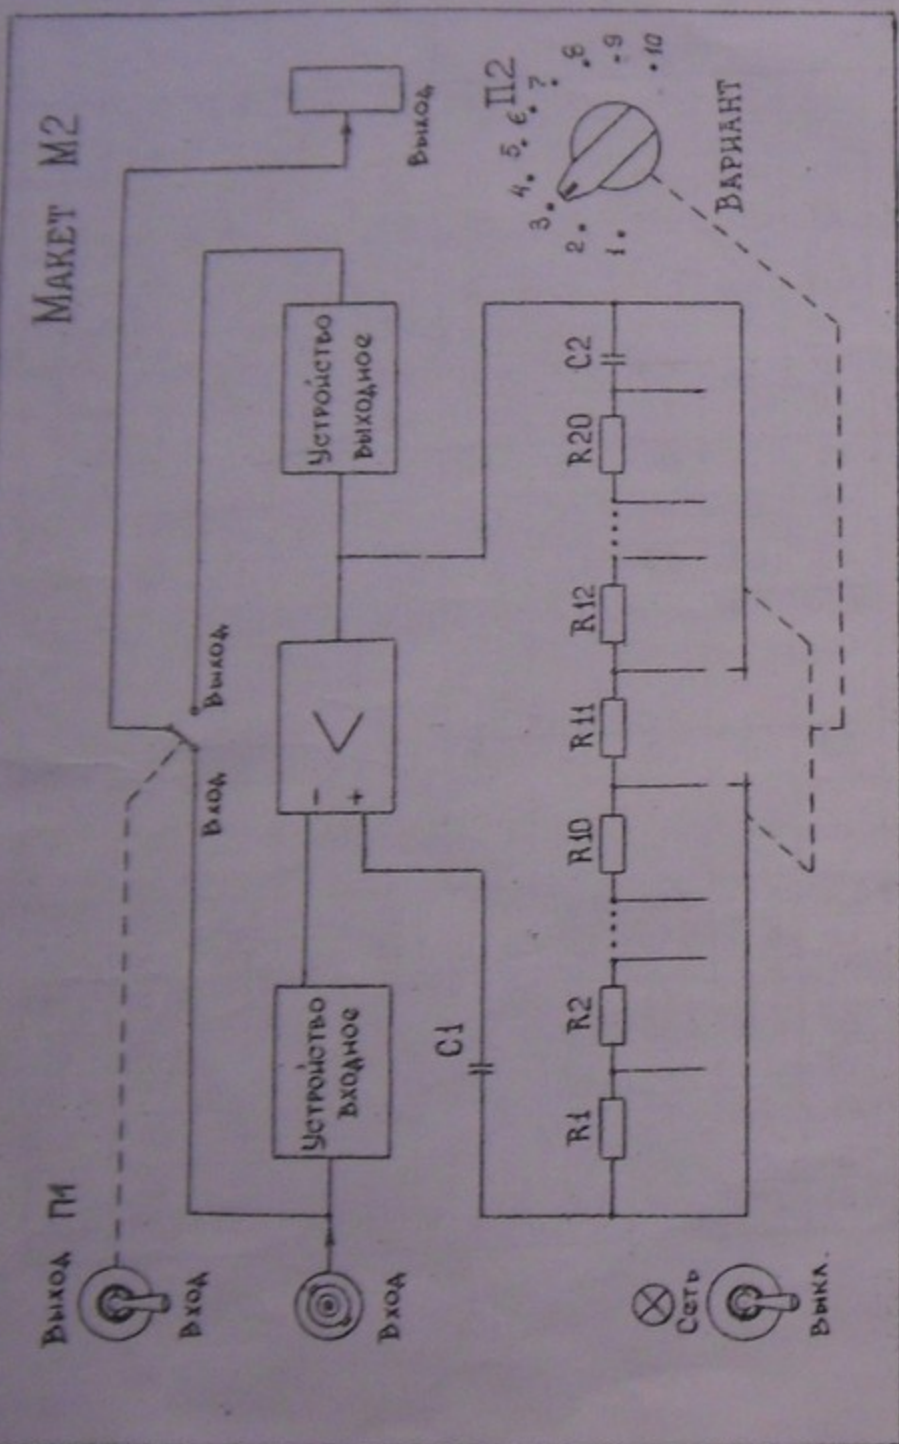 Макет М2
Выход П1
Вход
Вход
Выход
Выход
П2
1
2
3
4
5
6
7
8
9
10
Вариант
Вход
Устройство
входное
-
+
<
Устройство
выходное
C1
R1
R2
...
R10
R11
R12
...
R20
C2
Сеть
Выкл.